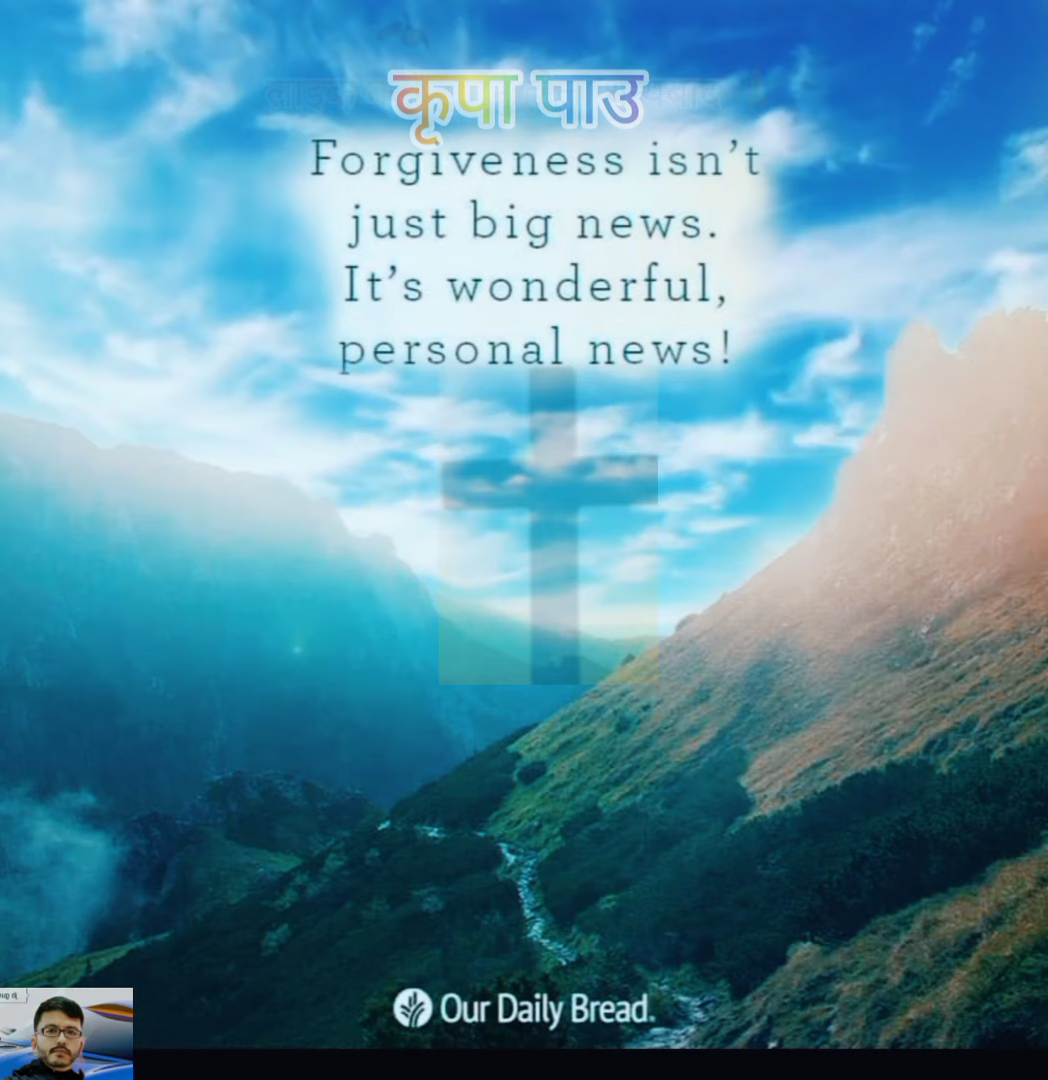 कृपा पाउ
Forgiveness isn’t
just big news.
It’s wonderful,
personal news!
Our Daily Bread.